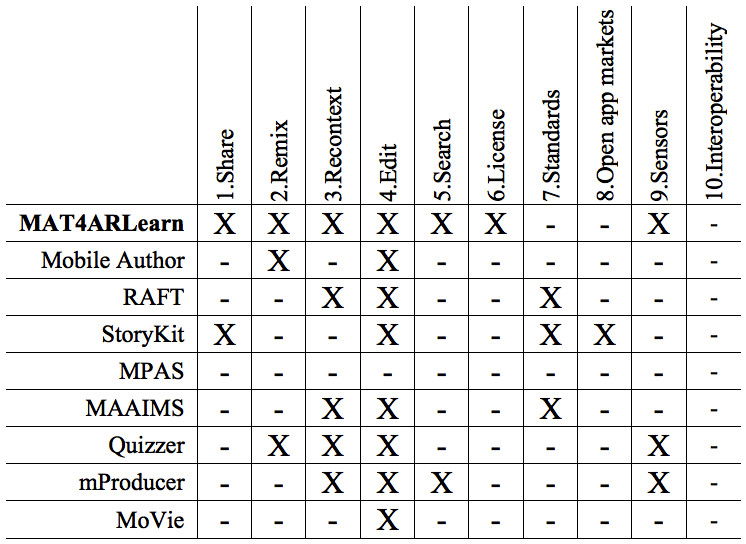 1.Share 2.Remix 3.Recontext 4.Edit 5.Search 6.License 7.Standards 8.Open app markets 9.Sensors 10.Interoperability
MAT4ARLearn X X X X X X - - X -
Mobile Author - X - X - - - - - -
RAFT - - X X - - X - - -
StoryKit X - - X - - X X - -
MPAS - - - - - - - - - -
MAAIMS - - X X - - X - - -
Quizzer - X X X - - - - X -
mProducer - - X X X - - - X -
MoVie - - - X - - - - - -